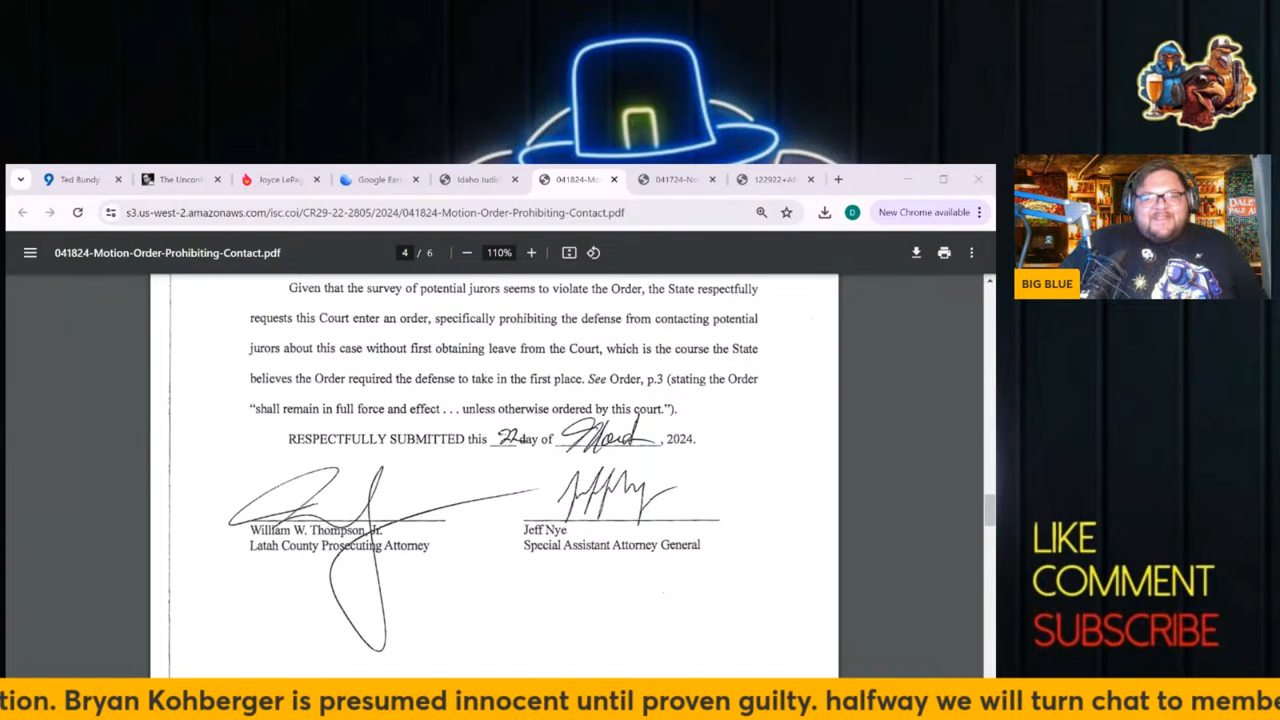 Ted Bundy
The Uncont
Joyce LePa
Google Ear
Idaho Judi
041824-Mo
041724-No
122922+Af
s3.us-west-2.amazonaws.com/isc.coi/CR29-22-2805/2024/041824-Motion-Order-Prohibiting-Contact.pdf
D
New Chrome available
041824-Motion-Order-Prohibiting-Contact.pdf
4 / 6
110%
Given that the survey of potential jurors seems to violate the Order, the State respectfully
requests this Court enter an order, specifically prohibiting the defense from contacting potential
jurors about this case without first obtaining leave from the Court, which is the course the State
believes the Order required the defense to take in the first place. See Order, p.3 (stating the Order
“shall remain in full force and effect . . . unless otherwise ordered by this court.”).
RESPECTFULLY SUBMITTED this 22 day of March, 2024.
William W. Thompson, Jr.
Latah County Prosecuting Attorney
Jeff Nye
Special Assistant Attorney General
BIG BLUE
LIKE
COMMENT
SUBSCRIBE
tion. Bryan Kohberger is presumed innocent until proven guilty. halfway we will turn chat to membe